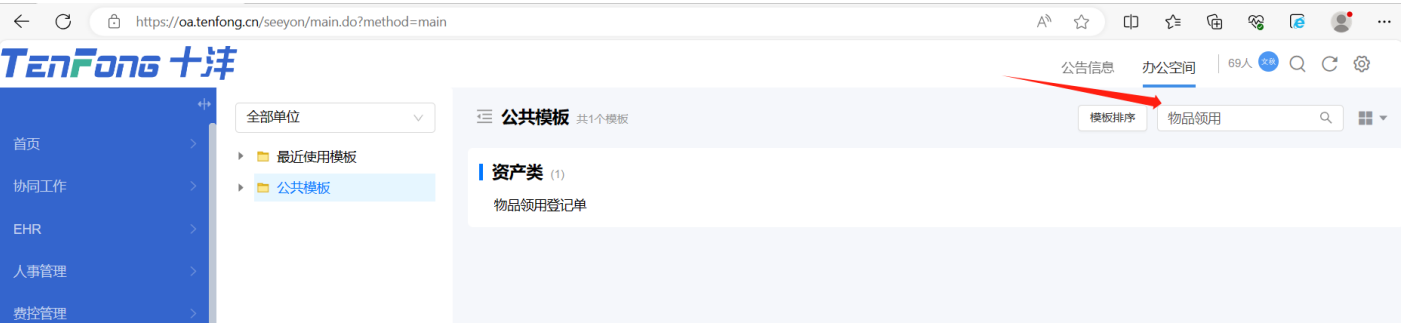 https://oa.tenfong.cn/seeyon/main.do?method=main
TENFONG 十沣
公告信息 办公空间 69人 文秋
首页
协同工作
EHR
人事管理
费控管理
全部单位
最近使用模板
公共模板
公共模板 共1个模板
模板排序 物品领用
资产类 (1)
物品领用登记单